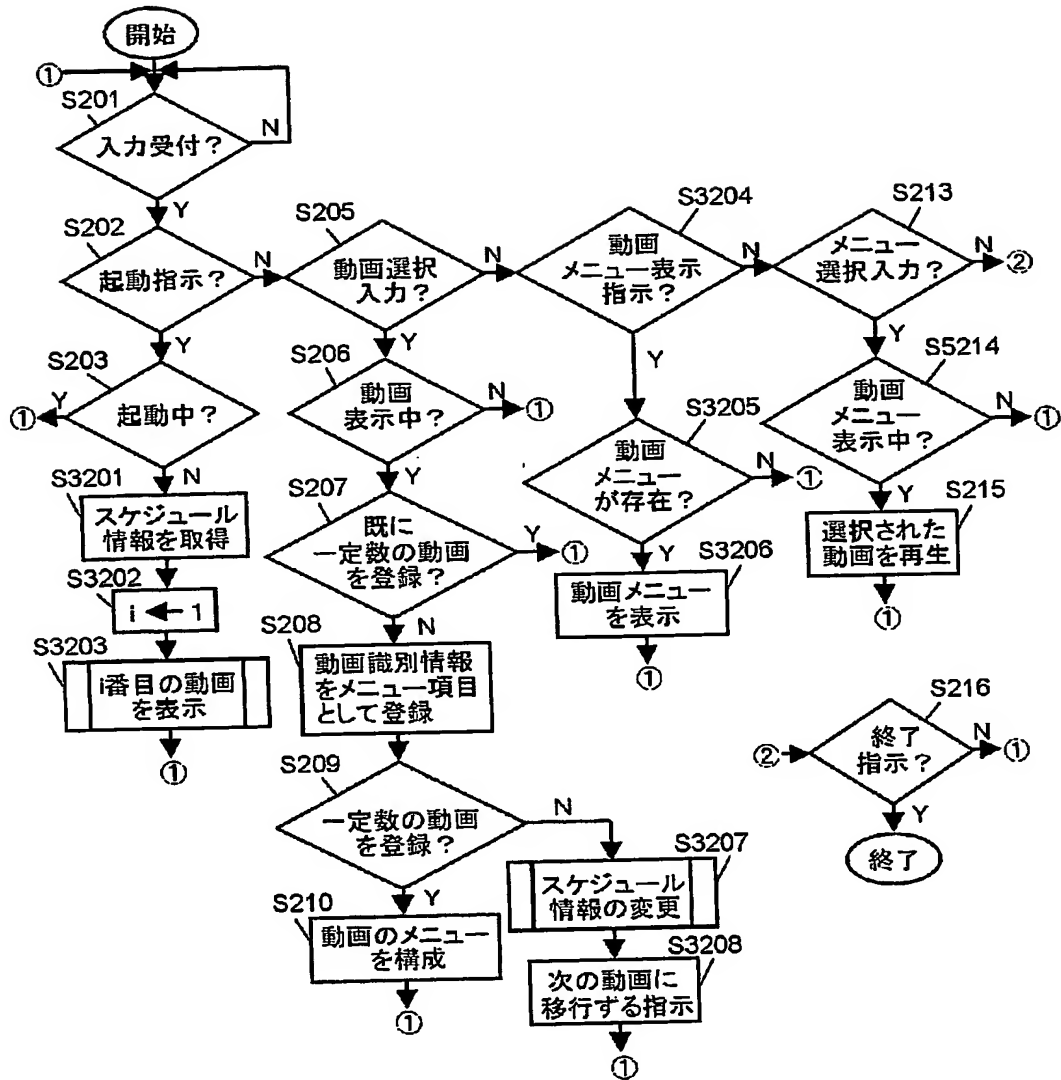 開始
①
S201
入力受付?
N
Y
S202
起動指示?
N
Y
S203
起動中?
Y
①
N
S3201
スケジュール
情報を取得
S3202
i ← 1
S3203
i番目の動画
を表示
①
S205
動画選択
入力?
N
Y
S206
動画
表示中?
N
①
Y
S207
既に
一定数の動画
を登録?
Y
①
N
S208
動画識別情報
をメニュー項目
として登録
S209
一定数の動画
を登録?
N
Y
S210
動画のメニュー
を構成
①
S3207
スケジュール
情報の変更
S3208
次の動画に
移行する指示
①
S3204
動画
メニュー表示
指示?
N
Y
S3205
動画
メニュー
が存在?
N
①
Y
S3206
動画メニュー
を表示
①
S213
メニュー
選択入力?
N
②
Y
S5214
動画
メニュー
表示中?
N
①
Y
S215
選択された
動画を再生
①
S216
②
終了
指示?
N
①
Y
終了